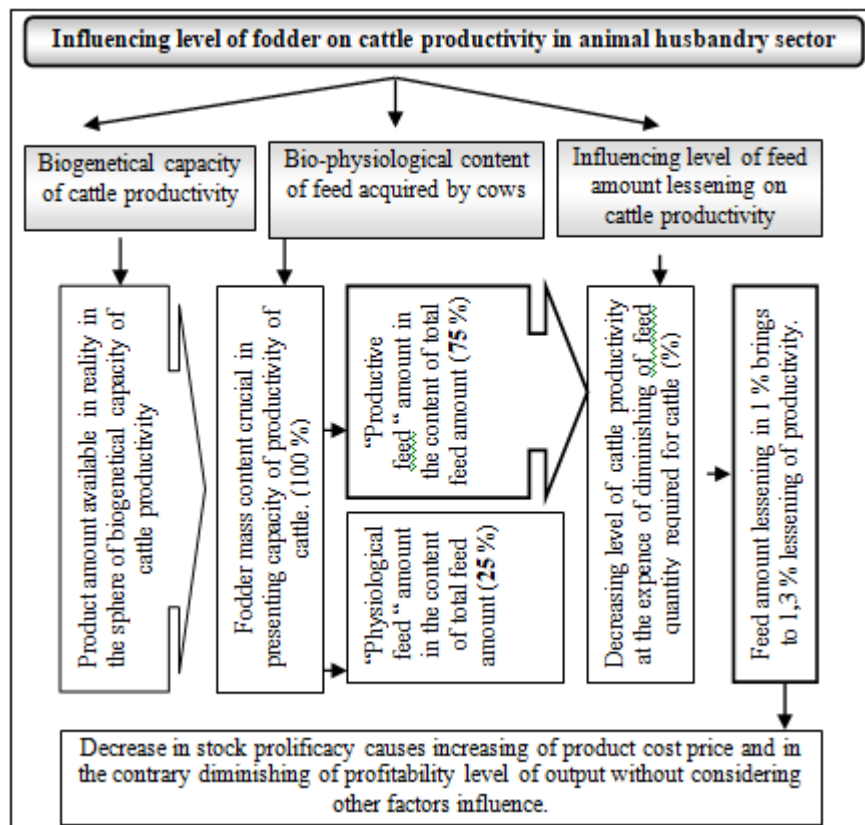 Influencing level of fodder on cattle productivity in animal husbandry sector
Biogenetical capacity
of cattle productivity
Bio-physiological content
of feed acquired by cows
Influencing level of feed
amount lessening on
cattle productivity
Product amount available in reality in
the sphere of biogenetical capacity of
cattle productivity
Fodder mass content crucial in
presenting capacity of productivity of
cattle. (100 %)
“Productive
feed“ amount in
the content of total
feed amount (75 %)
“Physiological
feed“ amount
in the content
of total feed
amount (25 %)
Decreasing level of cattle productivity
at the expence of diminishing of feed
quantity required for cattle (%)
Feed amount lessening in 1 % brings
to 1,3 % lessening of productivity.
Decrease in stock prolificacy causes increasing of product cost price and in
the contrary diminishing of profitability level of output without considering
other factors influence.